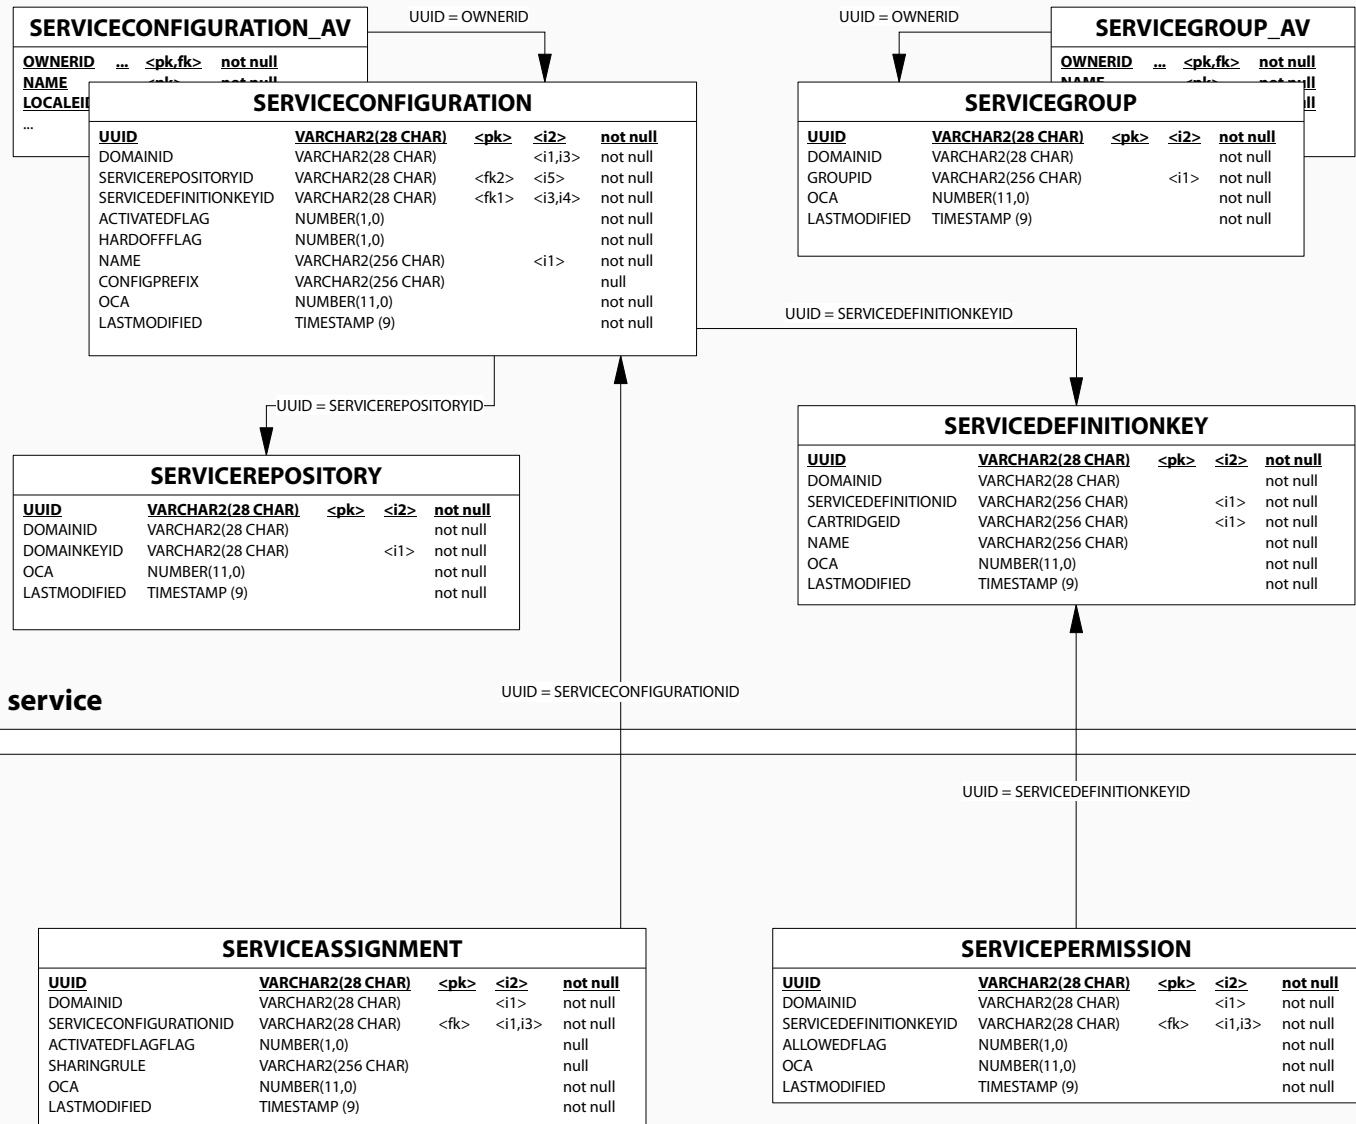 UUID = OWNERID
UUID = OWNERID
SERVICECONFIGURATION_AV
OWNERID ... <pk,fk> not null
NAME <pk> not null
LOCALEID
...
SERVICEGROUP_AV
OWNERID ... <pk,fk> not null
NAME <pk> not null
SERVICECONFIGURATION
UUID VARCHAR2(28 CHAR) <pk> <i2> not null
DOMAINID VARCHAR2(28 CHAR) <i1,i3> not null
SERVICEREPOSITORYID VARCHAR2(28 CHAR) <fk2> <i5> not null
SERVICEDEFINITIONKEYID VARCHAR2(28 CHAR) <fk1> <i3,i4> not null
ACTIVATEDFLAG NUMBER(1,0) not null
HARDOFFFLAG NUMBER(1,0) not null
NAME VARCHAR2(256 CHAR) <i1> not null
CONFIGPREFIX VARCHAR2(256 CHAR) null
OCA NUMBER(11,0) not null
LASTMODIFIED TIMESTAMP (9) not null
SERVICEGROUP
UUID VARCHAR2(28 CHAR) <pk> <i2> not null
DOMAINID VARCHAR2(28 CHAR) not null
GROUPID VARCHAR2(256 CHAR) <i1> not null
OCA NUMBER(11,0) not null
LASTMODIFIED TIMESTAMP (9) not null
UUID = SERVICEDEFINITIONKEYID
UUID = SERVICEREPOSITORYID
SERVICEREPOSITORY
UUID VARCHAR2(28 CHAR) <pk> <i2> not null
DOMAINID VARCHAR2(28 CHAR) not null
DOMAINKEYID VARCHAR2(28 CHAR) <i1> not null
OCA NUMBER(11,0) not null
LASTMODIFIED TIMESTAMP (9) not null
SERVICEDEFINITIONKEY
UUID VARCHAR2(28 CHAR) <pk> <i2> not null
DOMAINID VARCHAR2(28 CHAR) not null
SERVICEDEFINITIONID VARCHAR2(256 CHAR) <i1> not null
CARTRIDGEID VARCHAR2(256 CHAR) <i1> not null
NAME VARCHAR2(256 CHAR) not null
OCA NUMBER(11,0) not null
LASTMODIFIED TIMESTAMP (9) not null
service
UUID = SERVICECONFIGURATIONID
UUID = SERVICEDEFINITIONKEYID
SERVICEASSIGNMENT
UUID VARCHAR2(28 CHAR) <pk> <i2> not null
DOMAINID VARCHAR2(28 CHAR) <i1> not null
SERVICECONFIGURATIONID VARCHAR2(28 CHAR) <fk> <i1,i3> not null
ACTIVATEDFLAGFLAG NUMBER(1,0) null
SHARINGRULE VARCHAR2(256 CHAR) null
OCA NUMBER(11,0) not null
LASTMODIFIED TIMESTAMP (9) not null
SERVICEPERMISSION
UUID VARCHAR2(28 CHAR) <pk> <i2> not null
DOMAINID VARCHAR2(28 CHAR) <i1> not null
SERVICEDEFINITIONKEYID VARCHAR2(28 CHAR) <fk> <i1,i3> not null
ALLOWEDFLAG NUMBER(1,0) not null
OCA NUMBER(11,0) not null
LASTMODIFIED TIMESTAMP (9) not null